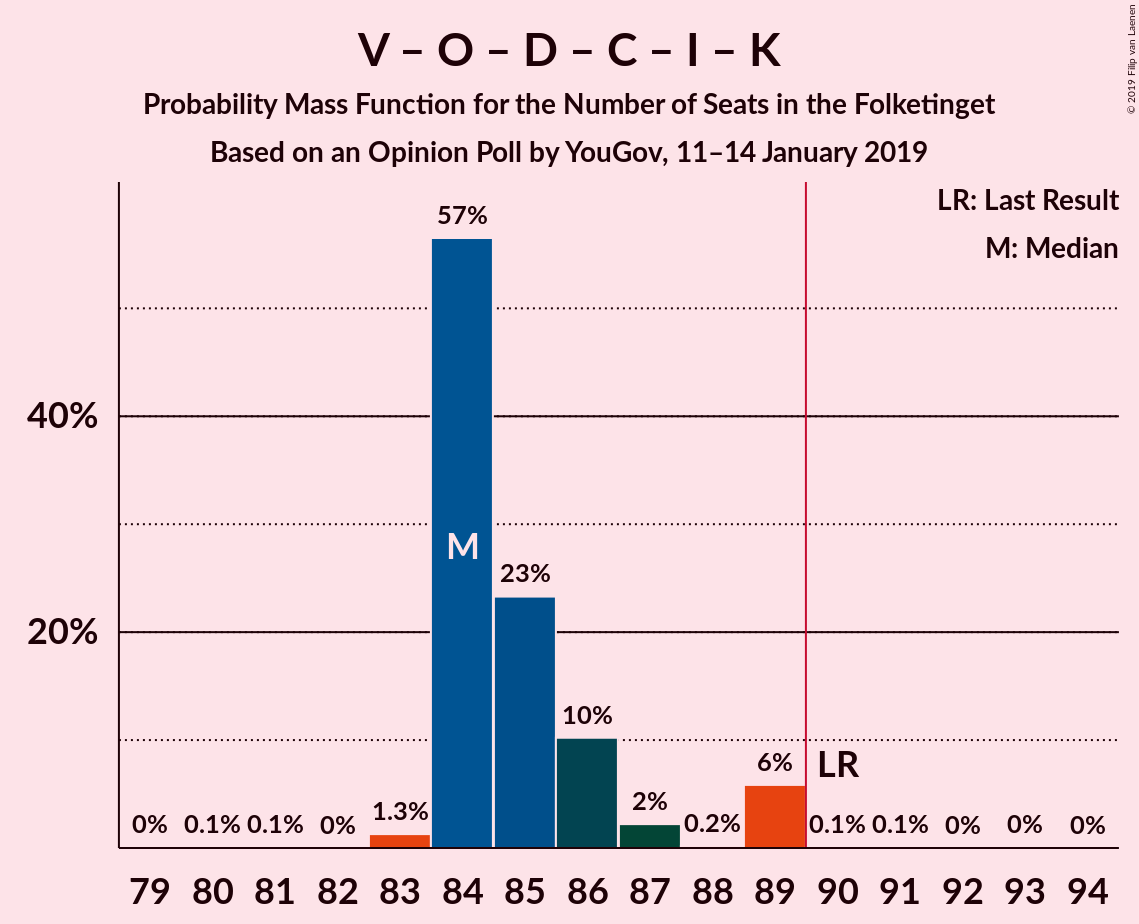 V – O – D – C – I – K
Probability Mass Function for the Number of Seats in the Folketinget
Based on an Opinion Poll by YouGov, 11–14 January 2019
© 2019 Filip van Laenen
LR: Last Result
M: Median
57%
40%
M
23%
20%
10%
6%
LR
0%
0.1%
0.1%
0%
1.3%
2%
0.2%
0.1%
0.1%
0%
0%
0%
79 80 81 82 83 84 85 86 87 88 89 90 91 92 93 94